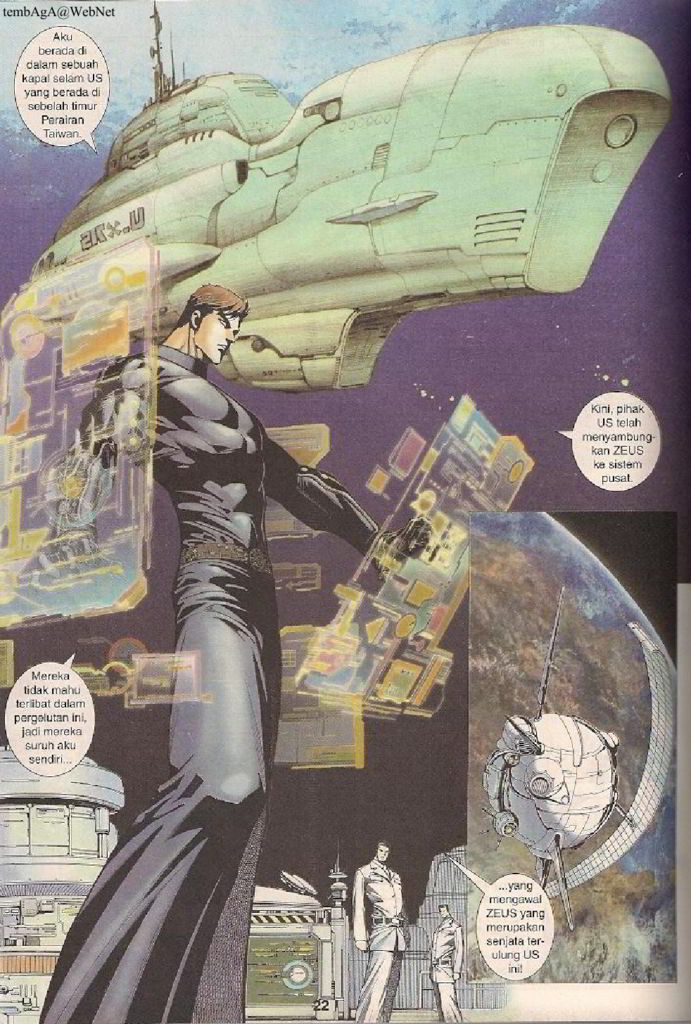 tembAgA@WebNet
Aku
berada di
dalam sebuah
kapal selam US
yang berada di
sebelah timur
Perairan
Taiwan.
Kini, pihak
US telah
menyambung-
kan ZEUS
ke sistem
pusat.
Mereka
tidak mahu
terlibat dalam
pergelutan ini,
jadi mereka
suruh aku
sendiri...
...yang
mengawal
ZEUS yang
merupakan
senjata ter-
ulung US
ini!
22